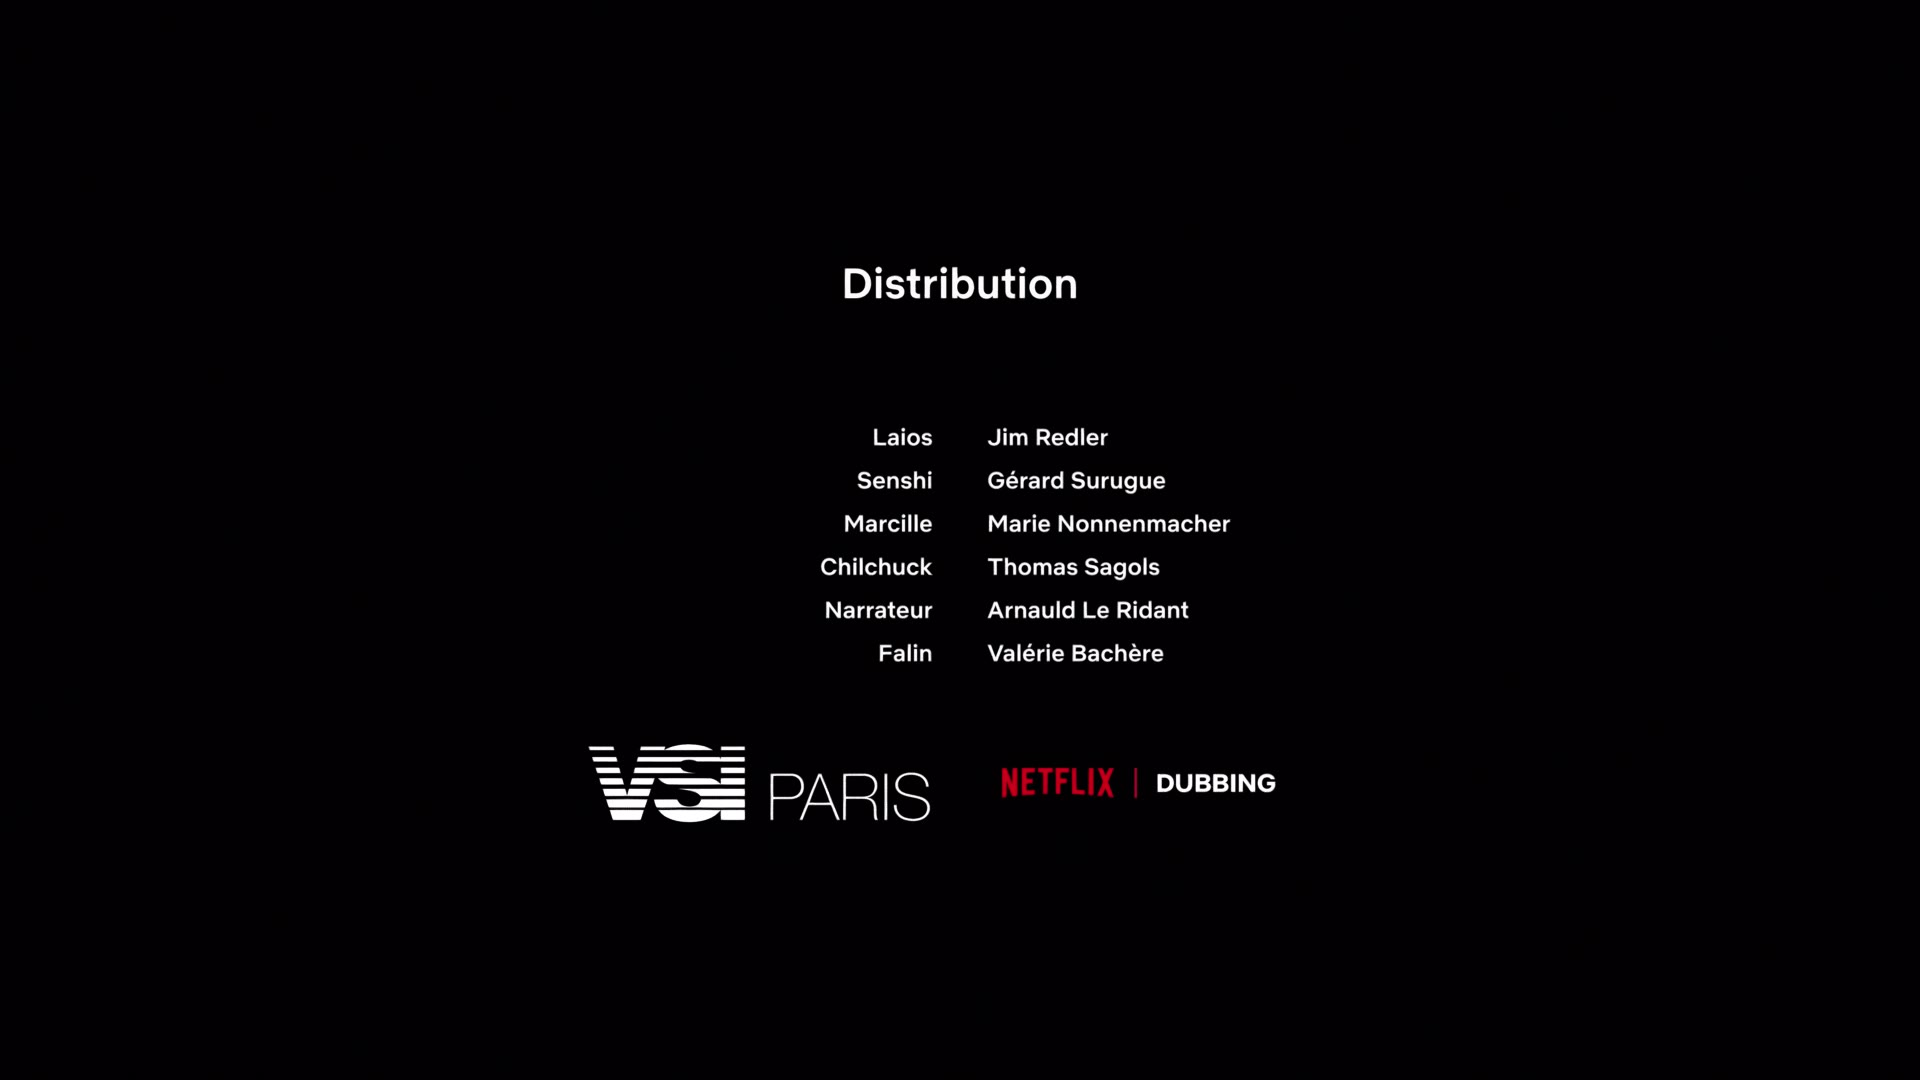 Distribution
Laios Jim Redler
Senshi Gérard Surugue
Marcille Marie Nonnenmacher
Chilchuck Thomas Sagols
Narrateur Arnauld Le Ridant
Falin Valérie Bachère
VSI PARIS NETFLIX | DUBBING